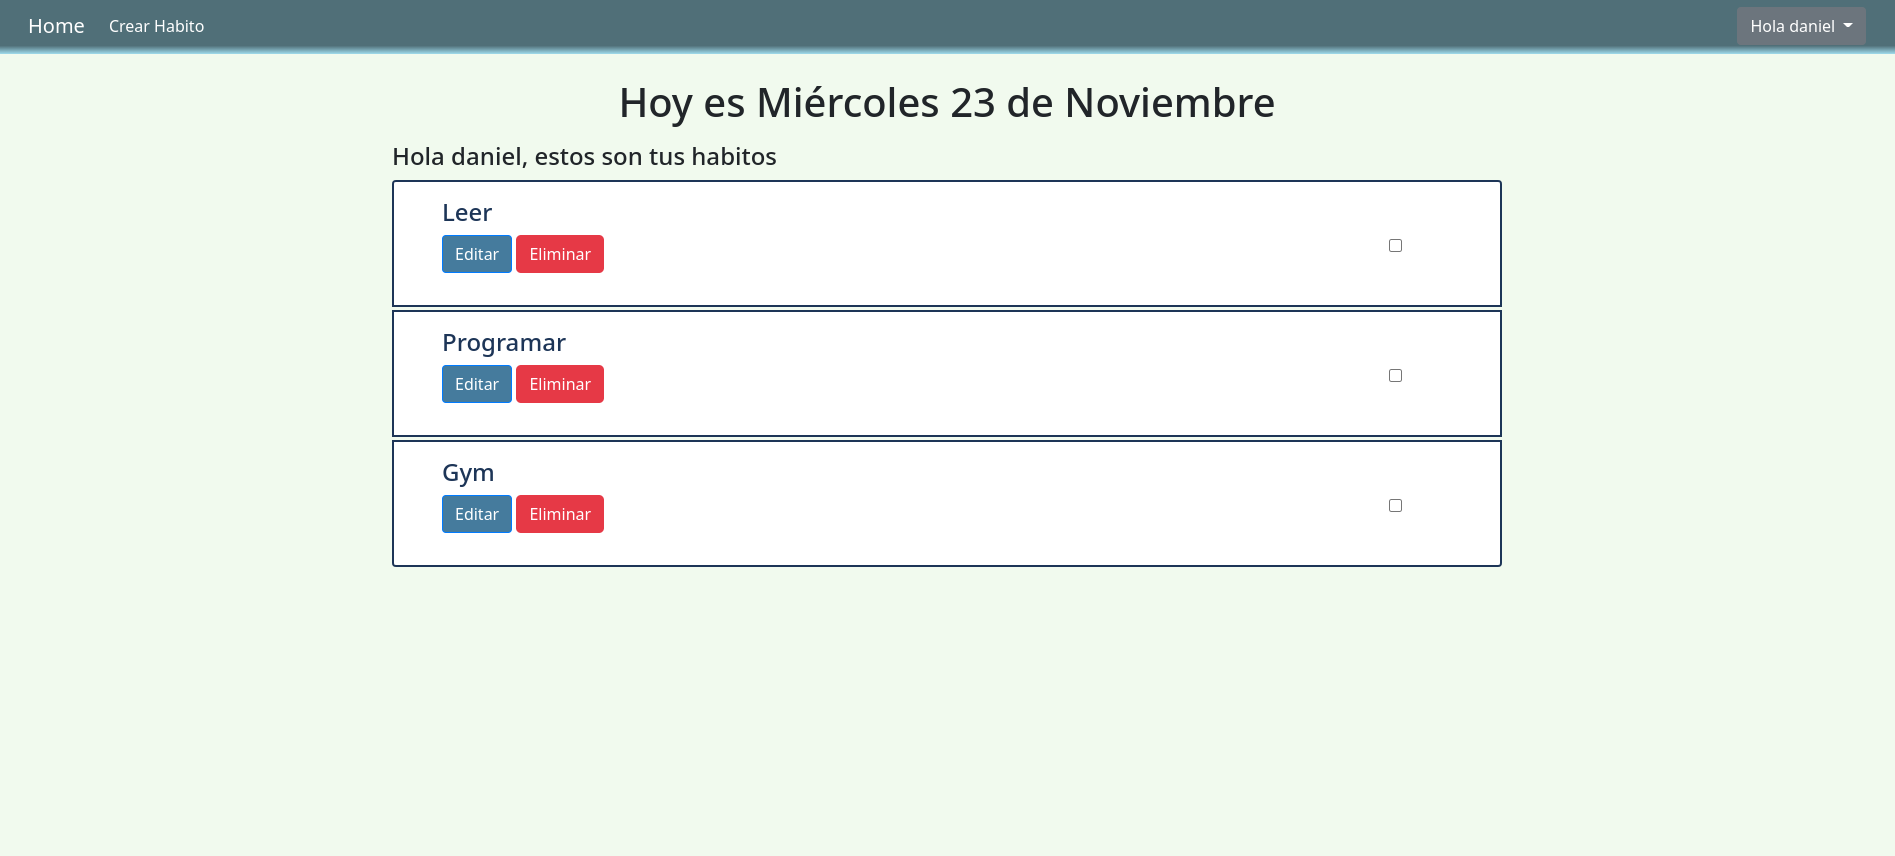 Home Crear Habito Hola daniel
Hoy es Miércoles 23 de Noviembre
Hola daniel, estos son tus habitos
Leer
Editar Eliminar
Programar
Editar Eliminar
Gym
Editar Eliminar